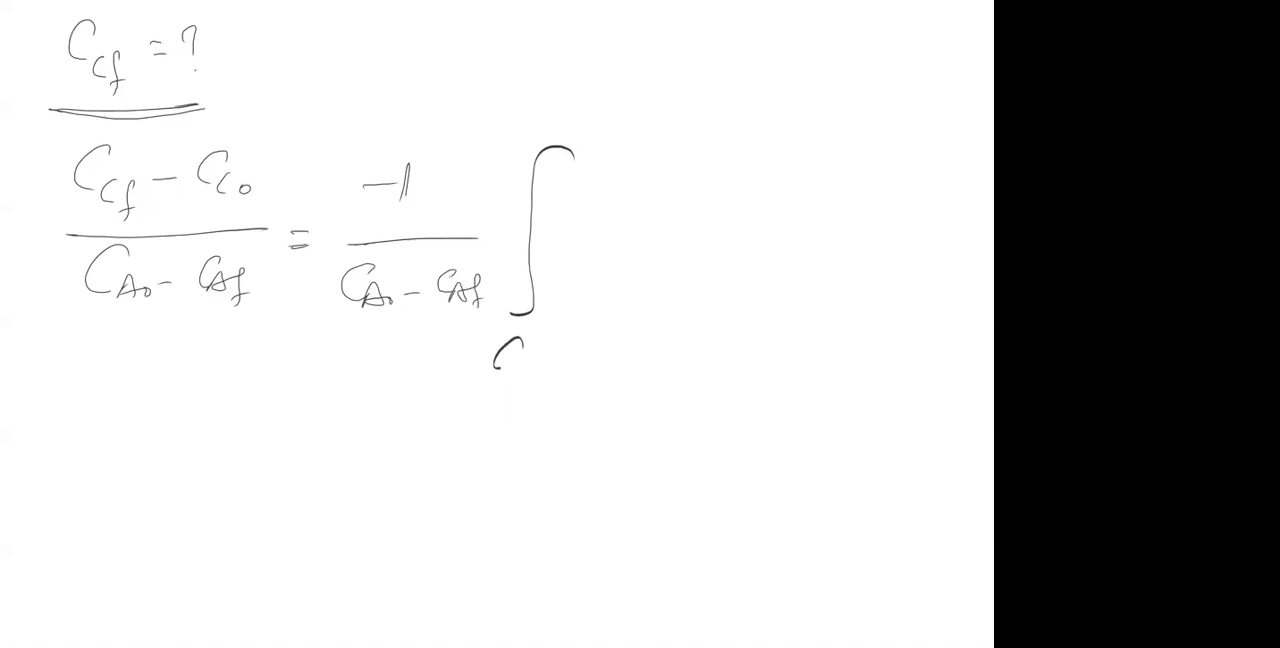 C_Cf = ?
(C_Cf - C_C0) / (C_A0 - C_Af) = -1 / (C_A0 - C_Af) ∫
C